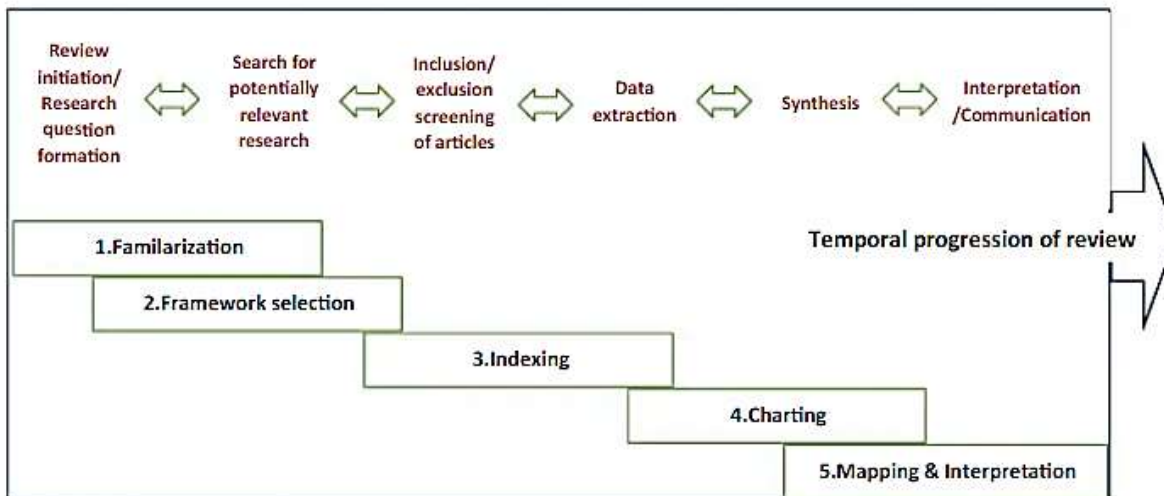 Review
initiation/
Research
question
formation
Search for
potentially
relevant
research
Inclusion/
exclusion
screening
of articles
Data
extraction
Synthesis
Interpretation
/Communication
Temporal progression of review
1.Familarization
2.Framework selection
3.Indexing
4.Charting
5.Mapping & Interpretation